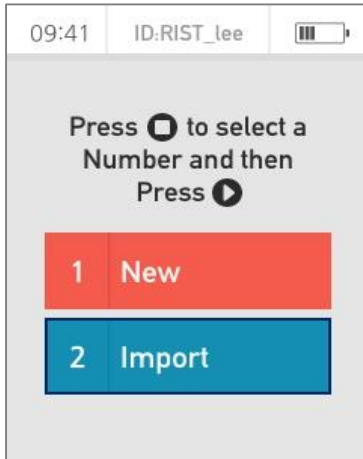 09:41 ID:RIST_lee
Press to select a
Number and then
Press
1 New
2 Import